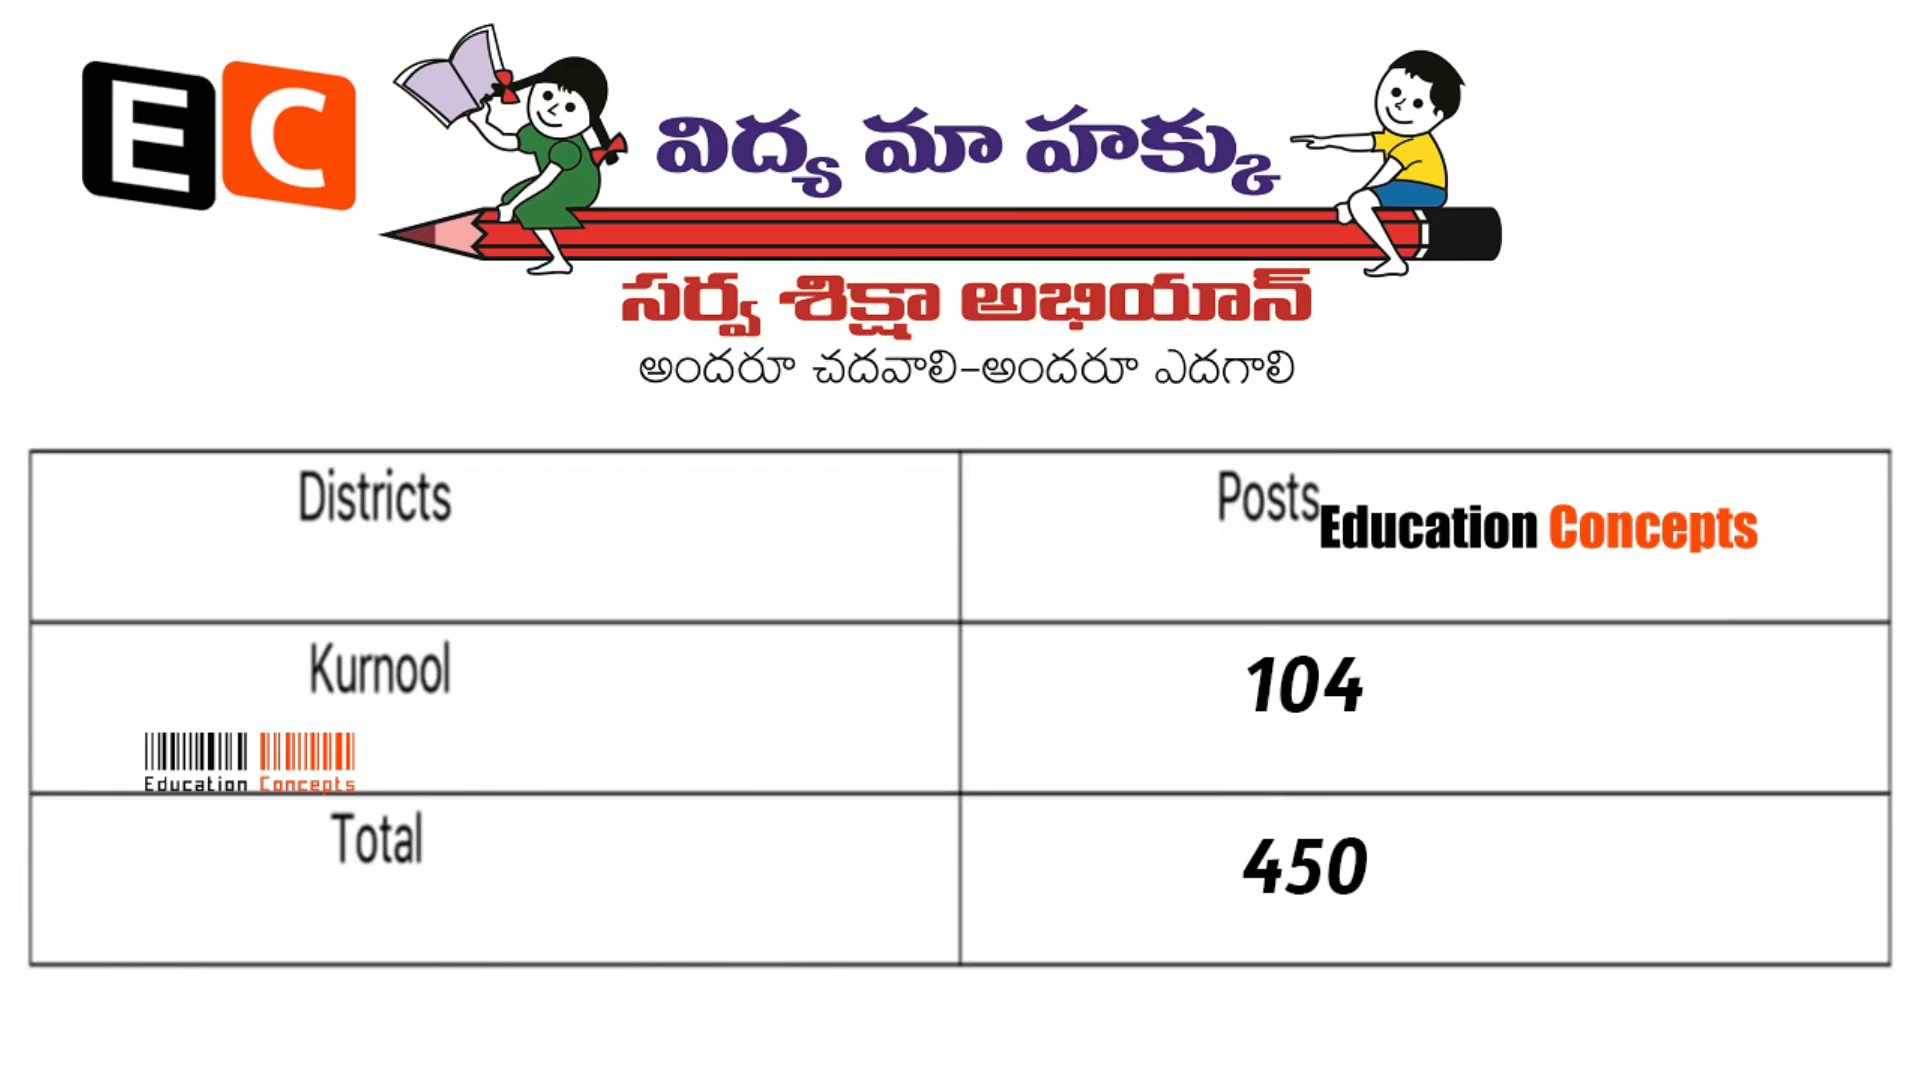 EC
విద్య మా హక్కు
సర్వ శిక్షా అభియాన్
అందరూ చదవాలి-అందరూ ఎదగాలి
Districts
Posts
Education Concepts
Kurnool
104
Education Concepts
Total
450